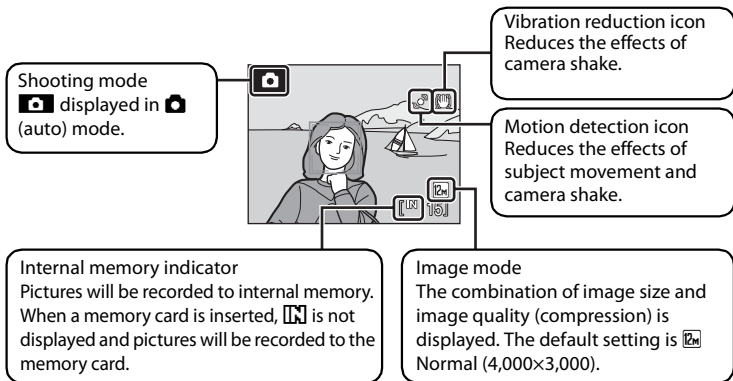 Vibration reduction icon
Reduces the effects of
camera shake.
Shooting mode
displayed in
(auto) mode.
Motion detection icon
Reduces the effects of
subject movement and
camera shake.
12M
[IN 15]
Internal memory indicator
Pictures will be recorded to internal memory.
When a memory card is inserted, IN is not
displayed and pictures will be recorded to the
memory card.
Image mode
The combination of image size and
image quality (compression) is
displayed. The default setting is 12M
Normal (4,000×3,000).